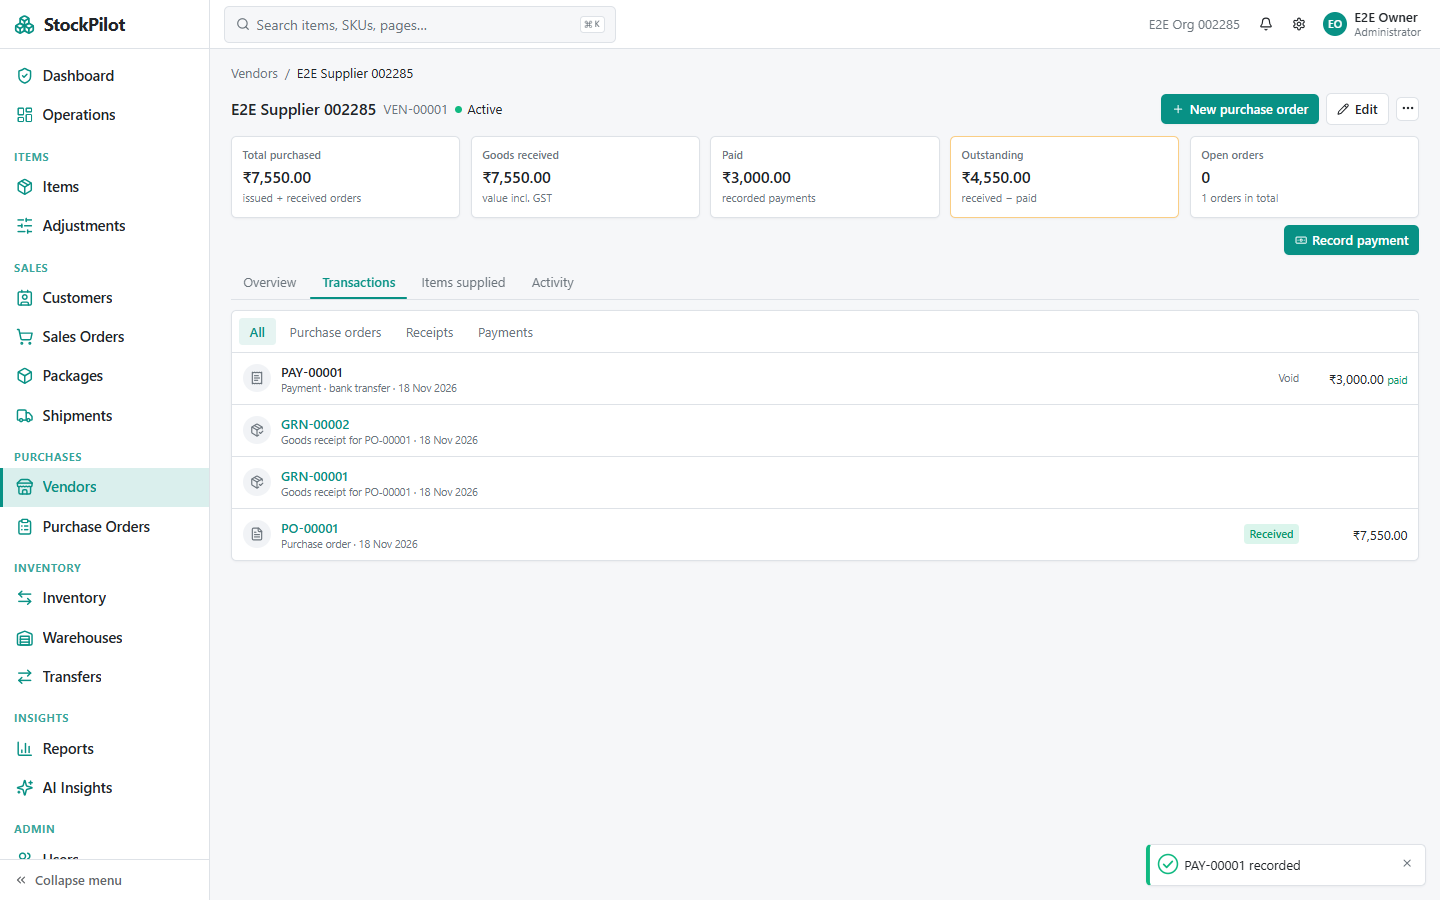 StockPilot
Search items, SKUs, pages...
⌘K
E2E Org 002285
EO
E2E Owner
Administrator
Dashboard
Operations
ITEMS
Items
Adjustments
SALES
Customers
Sales Orders
Packages
Shipments
PURCHASES
Vendors
Purchase Orders
INVENTORY
Inventory
Warehouses
Transfers
INSIGHTS
Reports
AI Insights
ADMIN
Users
Collapse menu
Vendors / E2E Supplier 002285
E2E Supplier 002285 VEN-00001 Active
New purchase order
Edit
Total purchased
₹7,550.00
issued + received orders
Goods received
₹7,550.00
value incl. GST
Paid
₹3,000.00
recorded payments
Outstanding
₹4,550.00
received − paid
Open orders
0
1 orders in total
Record payment
Overview
Transactions
Items supplied
Activity
All
Purchase orders
Receipts
Payments
PAY-00001
Payment · bank transfer · 18 Nov 2026
Void
₹3,000.00 paid
GRN-00002
Goods receipt for PO-00001 · 18 Nov 2026
GRN-00001
Goods receipt for PO-00001 · 18 Nov 2026
PO-00001
Purchase order · 18 Nov 2026
Received
₹7,550.00
PAY-00001 recorded